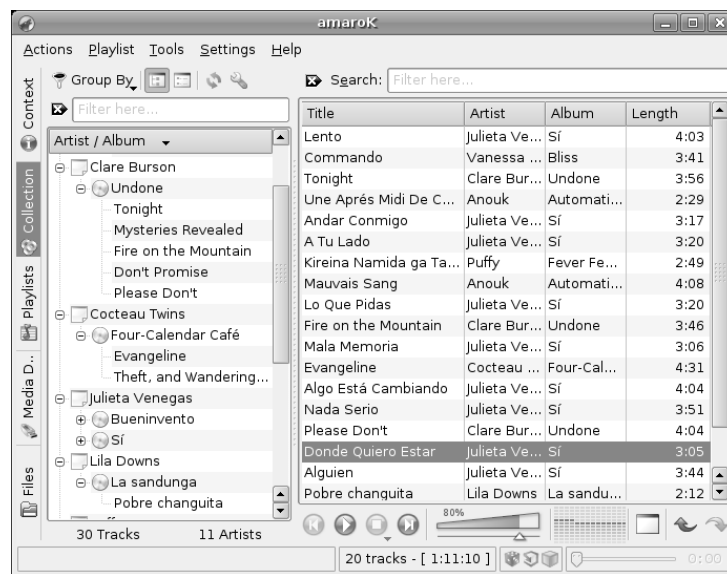 amaroK
Actions Playlist Tools Settings Help
Context
Collection
Playlists
Media D..
Files
Group By
Filter here...
Artist / Album
Clare Burson
Undone
Tonight
Mysteries Revealed
Fire on the Mountain
Don't Promise
Please Don't
Cocteau Twins
Four-Calendar Café
Evangeline
Theft, and Wandering...
Julieta Venegas
Bueninvento
Sí
Lila Downs
La sandunga
Pobre changuita
30 Tracks 11 Artists
Search: Filter here...
Title Artist Album Length
Lento Julieta Ve... Sí 4:03
Commando Vanessa ... Bliss 3:41
Tonight Clare Bur... Undone 3:56
Une Aprés Midi De C... Anouk Automati... 2:29
Andar Conmigo Julieta Ve... Sí 3:17
A Tu Lado Julieta Ve... Sí 3:20
Kireina Namida ga Ta... Puffy Fever Fe... 2:49
Mauvais Sang Anouk Automati... 4:08
Lo Que Pidas Julieta Ve... Sí 3:20
Fire on the Mountain Clare Bur... Undone 3:46
Mala Memoria Julieta Ve... Sí 3:06
Evangeline Cocteau ... Four-Cal... 4:31
Algo Está Cambiando Julieta Ve... Sí 4:04
Nada Serio Julieta Ve... Sí 3:51
Please Don't Clare Bur... Undone 4:04
Donde Quiero Estar Julieta Ve... Sí 3:05
Alguien Julieta Ve... Sí 3:44
Pobre changuita Lila Downs La sandu... 2:12
80%
20 tracks - [ 1:11:10 ] 0:00